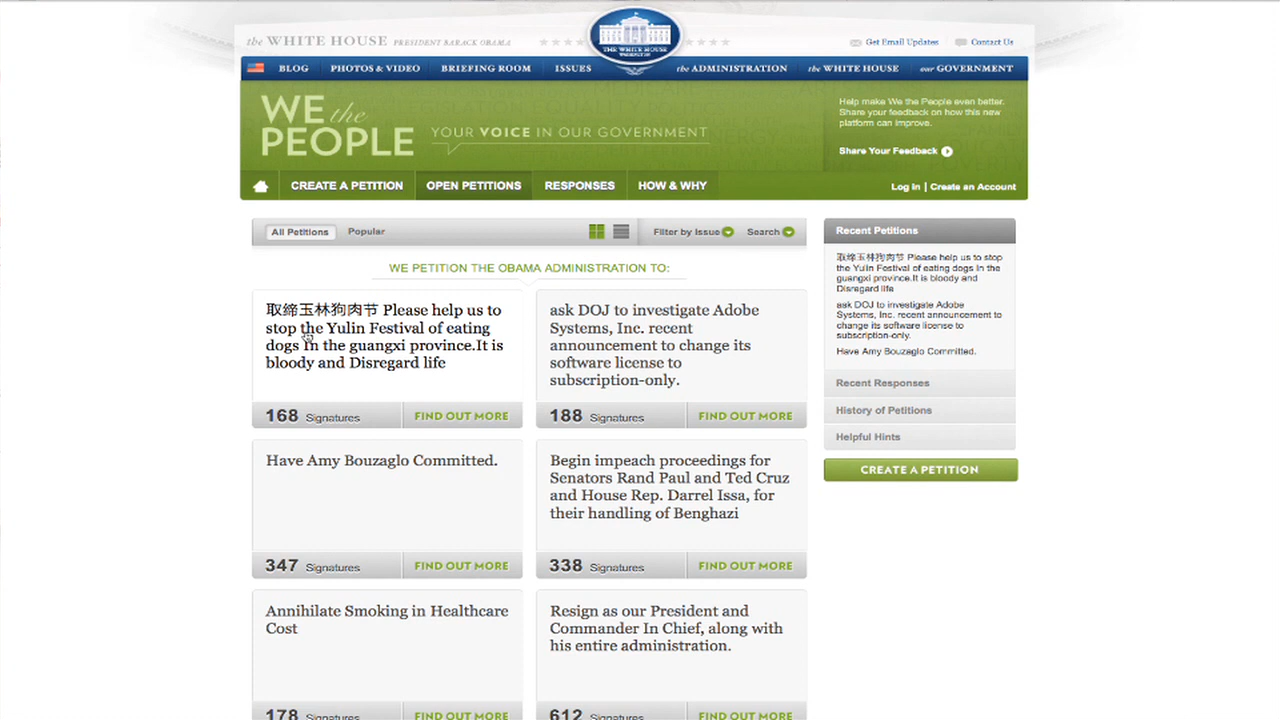 the WHITE HOUSE PRESIDENT BARACK OBAMA
THE WHITE HOUSE
WASHINGTON
Get Email Updates
Contact Us
BLOG PHOTOS & VIDEO BRIEFING ROOM ISSUES the ADMINISTRATION the WHITE HOUSE our GOVERNMENT
WE the
PEOPLE
YOUR VOICE IN OUR GOVERNMENT
Help make We the People even better.
Share your feedback on how this new
platform can improve.
Share Your Feedback
CREATE A PETITION OPEN PETITIONS RESPONSES HOW & WHY
Log In | Create an Account
All Petitions Popular Filter by Issue Search
WE PETITION THE OBAMA ADMINISTRATION TO:
取缔玉林狗肉节 Please help us to
stop the Yulin Festival of eating
dogs In the guangxi province.It is
bloody and Disregard life
168 Signatures FIND OUT MORE
ask DOJ to investigate Adobe
Systems, Inc. recent
announcement to change its
software license to
subscription-only.
188 Signatures FIND OUT MORE
Have Amy Bouzaglo Committed.
347 Signatures FIND OUT MORE
Begin impeach proceedings for
Senators Rand Paul and Ted Cruz
and House Rep. Darrel Issa, for
their handling of Benghazi
338 Signatures FIND OUT MORE
Annihilate Smoking in Healthcare
Cost
178 Signatures FIND OUT MORE
Resign as our President and
Commander In Chief, along with
his entire administration.
612 Signatures FIND OUT MORE
Recent Petitions
取缔玉林狗肉节 Please help us to stop
the Yulin Festival of eating dogs In the
guangxi province.It is bloody and
Disregard life
ask DOJ to investigate Adobe
Systems, Inc. recent announcement to
change its software license to
subscription-only.
Have Amy Bouzaglo Committed.
Recent Responses
History of Petitions
Helpful Hints
CREATE A PETITION